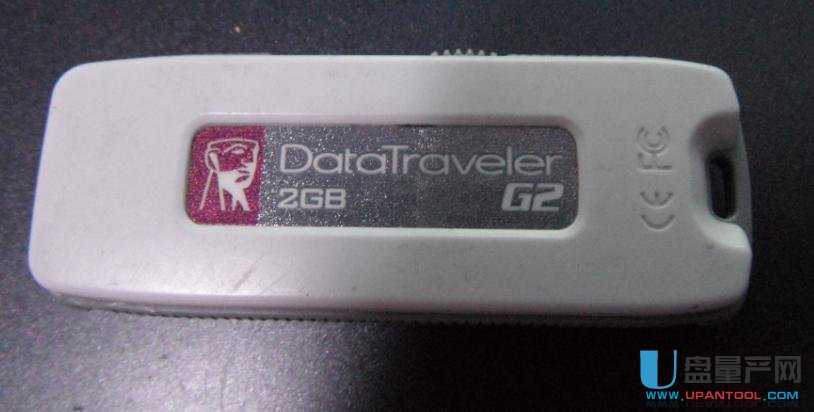 DataTraveler
2GB
G2
CE FC
U盘量产网
WWW.UPANTOOL.COM